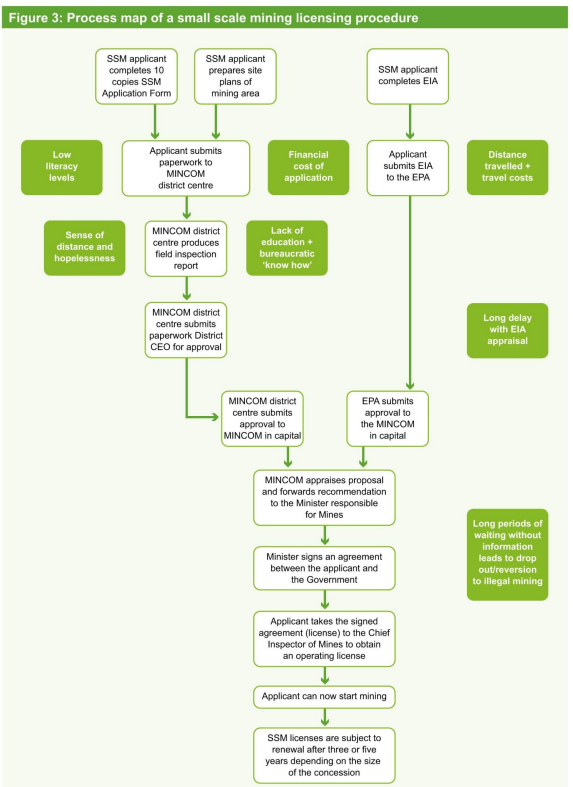 Figure 3: Process map of a small scale mining licensing procedure
SSM applicant
completes 10
copies SSM
Application Form
SSM applicant
prepares site
plans of
mining area
SSM applicant
completes EIA
Low
literacy
levels
Applicant submits
paperwork to
MINCOM
district centre
Financial
cost of
application
Applicant
submits EIA
to the EPA
Distance
travelled +
travel costs
Sense of
distance and
hopelessness
MINCOM district
centre produces
field inspection
report
Lack of
education +
bureaucratic
‘know how’
MINCOM district
centre submits
paperwork District
CEO for approval
Long delay
with EIA
appraisal
MINCOM district
centre submits
approval to
MINCOM in capital
EPA submits
approval to
the MINCOM
in capital
MINCOM appraises proposal
and forwards recommendation
to the Minister responsible
for Mines
Long periods of
waiting without
information
leads to drop
out/reversion
to illegal mining
Minister signs an agreement
between the applicant and
the Government
Applicant takes the signed
agreement (license) to the Chief
Inspector of Mines to obtain
an operating license
Applicant can now start mining
SSM licenses are subject to
renewal after three or five
years depending on the size
of the concession